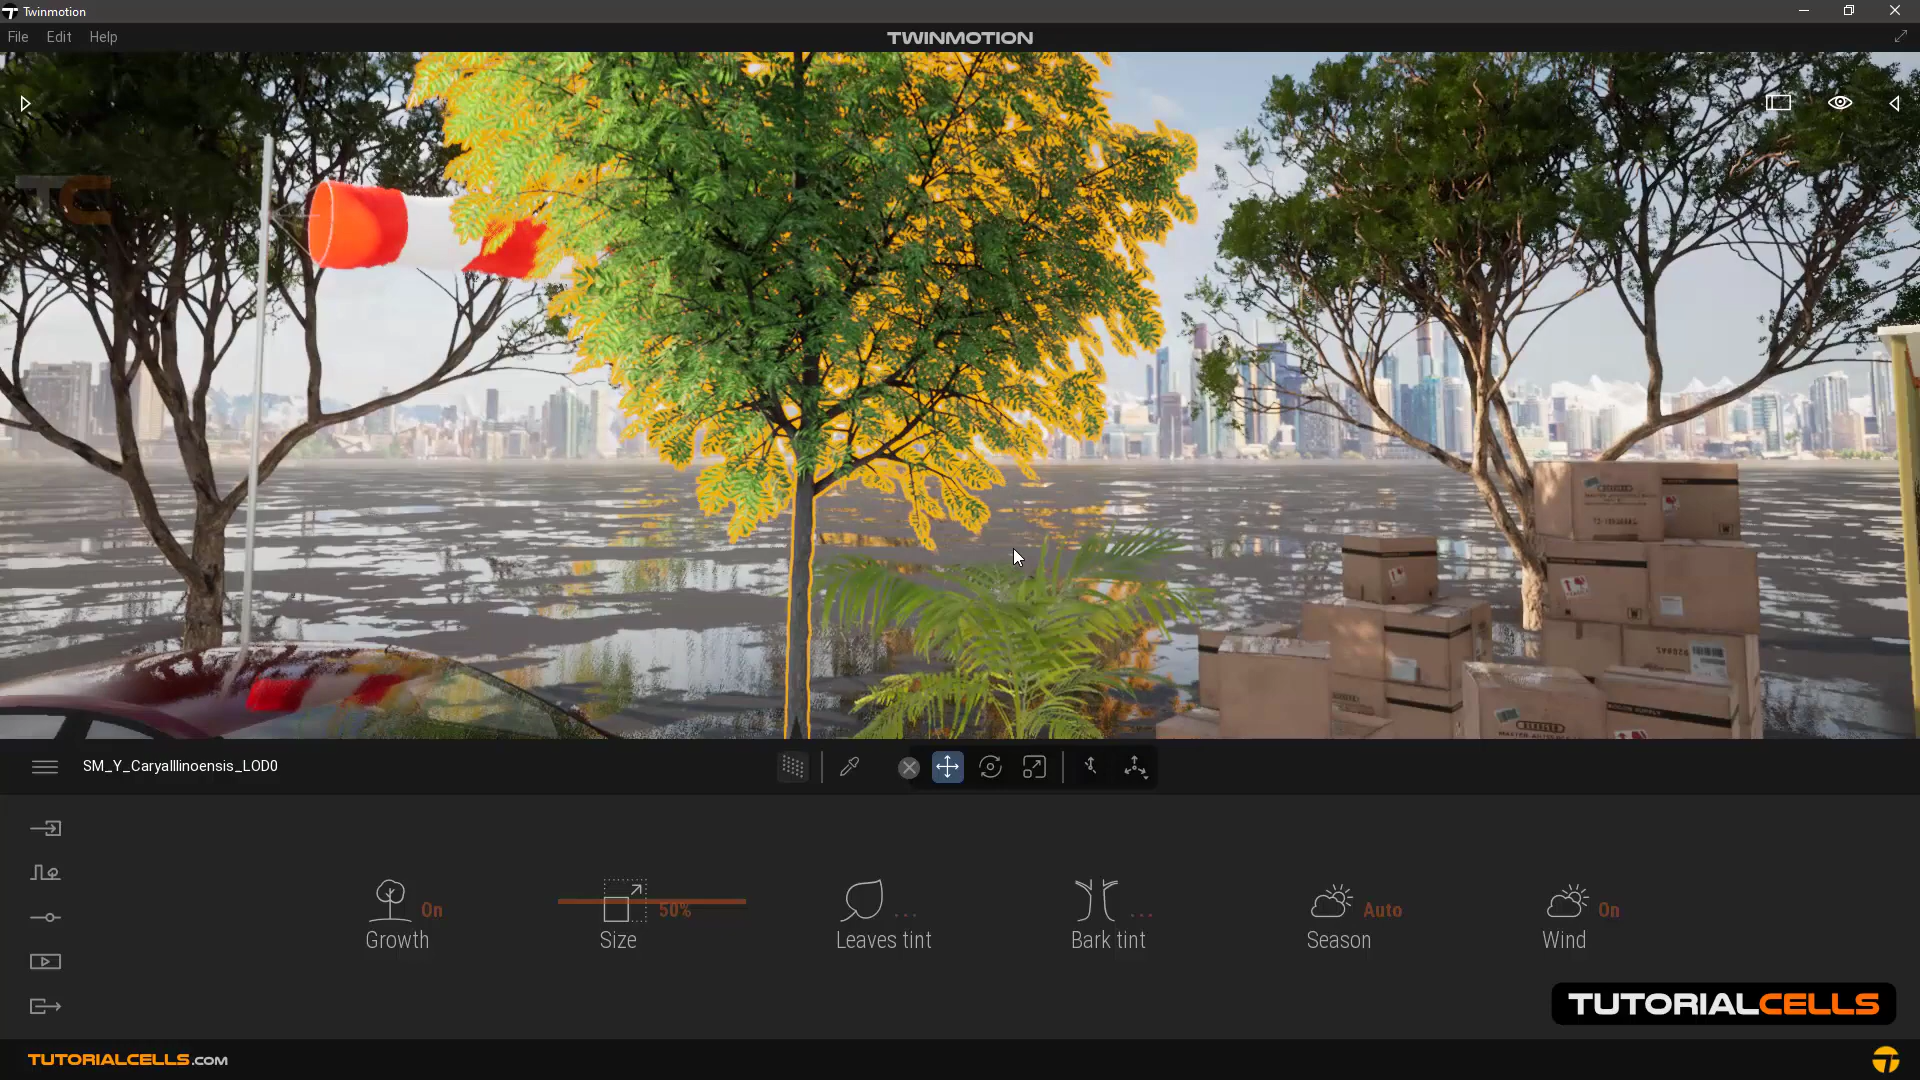 Twinmotion
File Edit Help
TWINMOTION
TC
SM_Y_CaryaIllinoensis_LOD0
On
50%
...
...
Auto
On
Growth
Size
Leaves tint
Bark tint
Season
Wind
TUTORIALCELLS
TUTORIALCELLS.COM